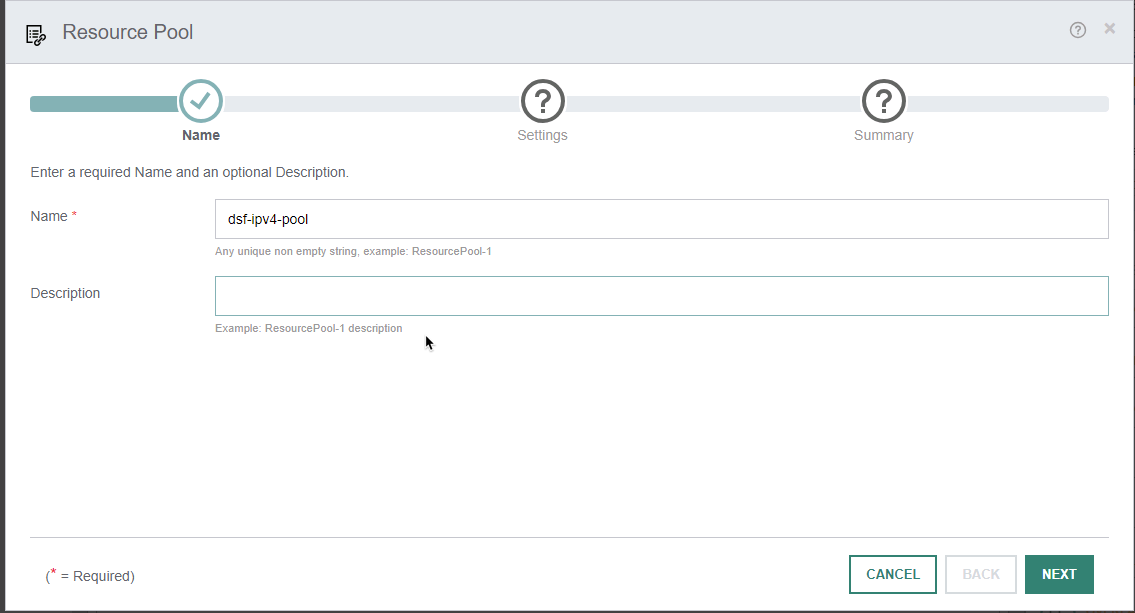 Resource Pool
Name
Settings
Summary
Enter a required Name and an optional Description.
Name *
dsf-ipv4-pool
Any unique non empty string, example: ResourcePool-1
Description
Example: ResourcePool-1 description
(* = Required)
CANCEL
BACK
NEXT